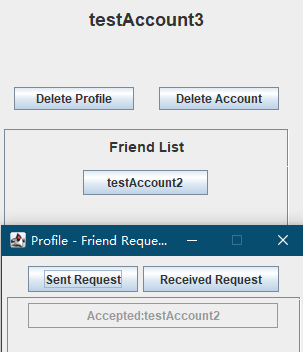 testAccount3
Delete Profile Delete Account
Friend List
testAccount2
Profile - Friend Reque...
Sent Request Received Request
Accepted:testAccount2